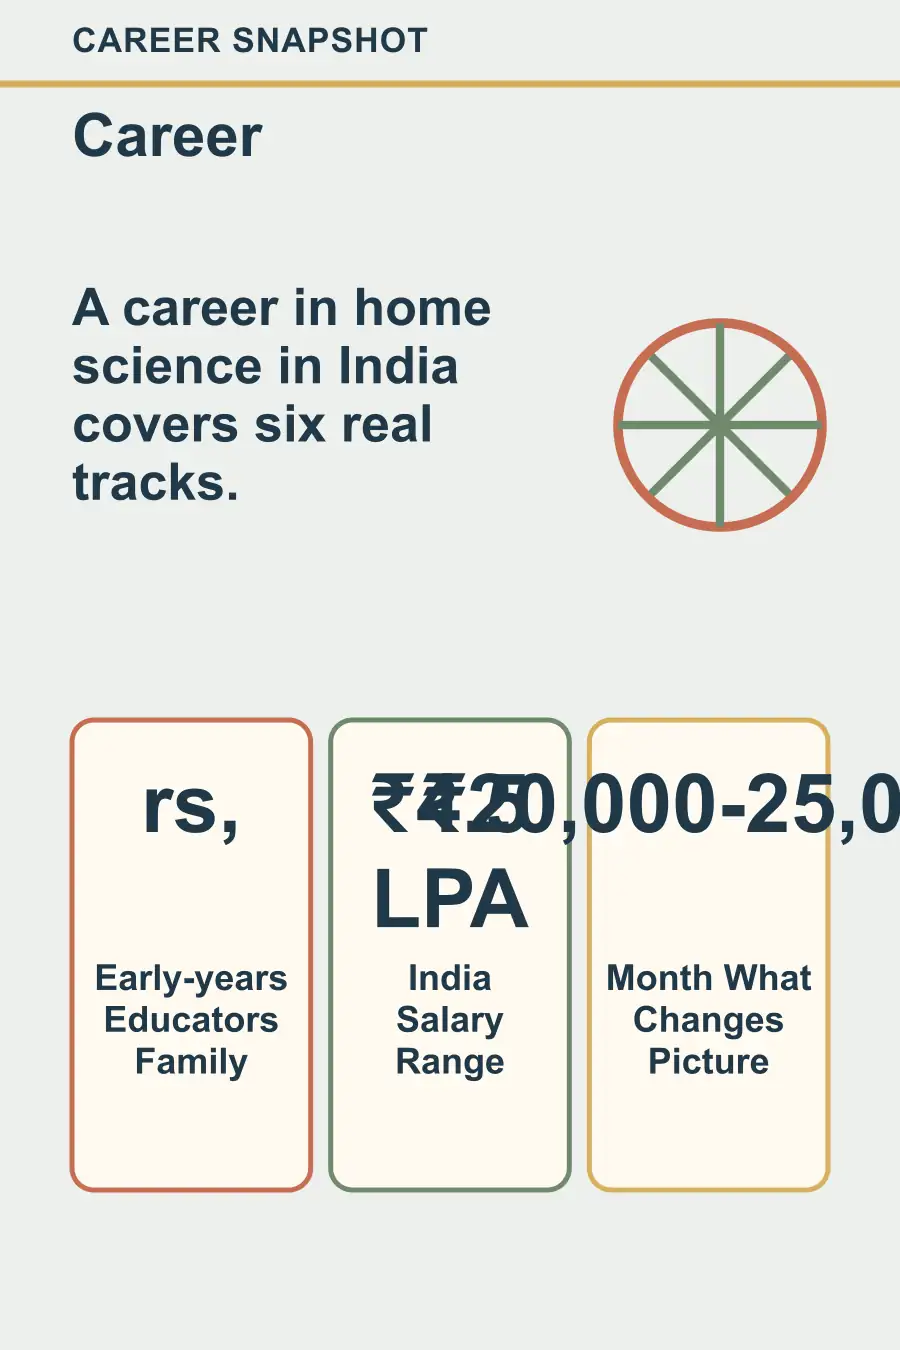 CAREER SNAPSHOT
Career
A career in home
science in India
covers six real
tracks.
rs,
LPA
Early-years
Educators
Family
India
Salary
Range
Month What
Changes
Picture